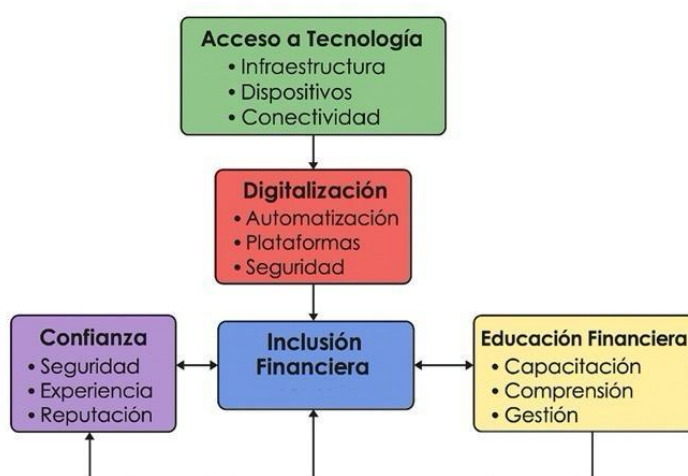 Acceso a Tecnología
• Infraestructura
• Dispositivos
• Conectividad
Digitalización
• Automatización
• Plataformas
• Seguridad
Confianza
• Seguridad
• Experiencia
• Reputación
Inclusión
Financiera
Educación Financiera
• Capacitación
• Comprensión
• Gestión